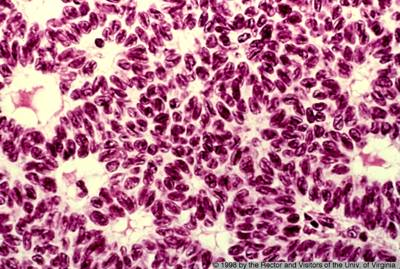 © 1998 by the Rector and Visitors of the Univ. of Virginia